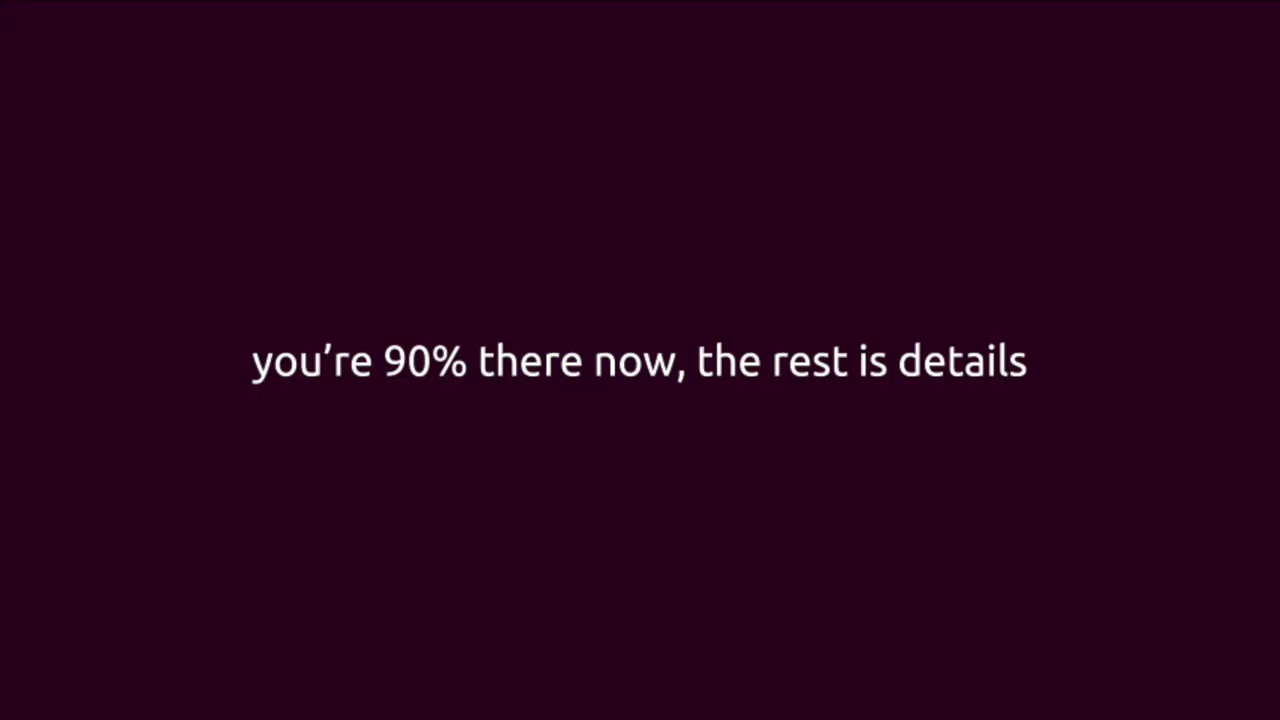 you’re 90% there now, the rest is details